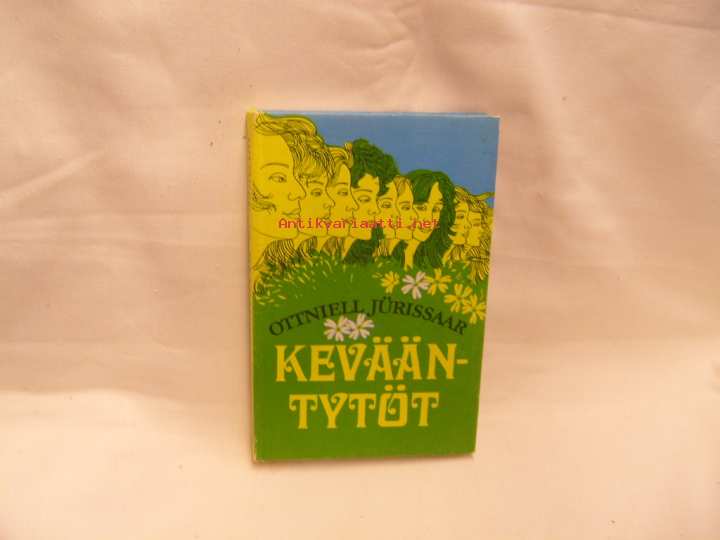 Antikvariaatti.net
OTTNIELL JÜRISSAAR
KEVÄÄN-
TYTÖT